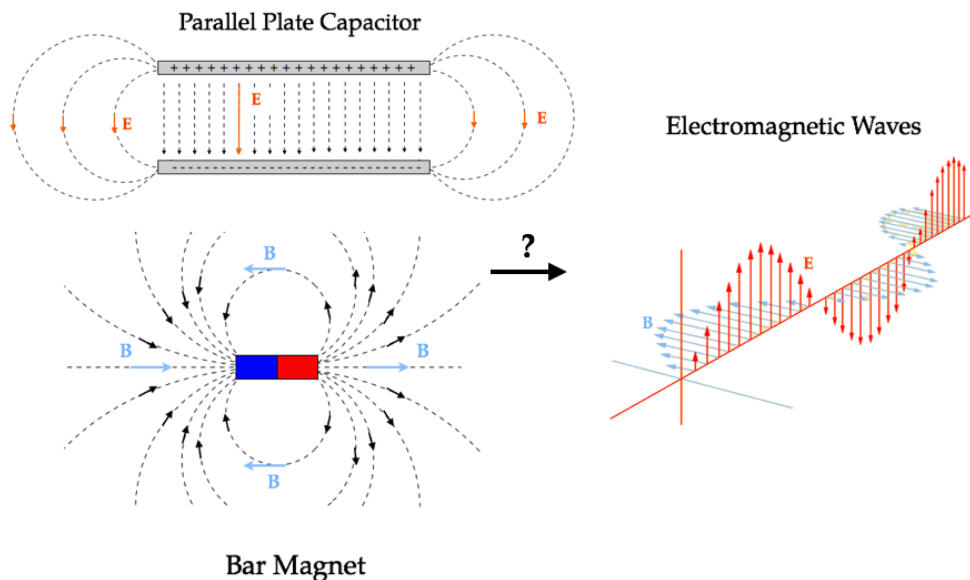 Parallel Plate Capacitor
+ + + + + + + + + + + + + + + + + +
E
E
E
- - - - - - - - - - - - - - - - - - - - - - -
Electromagnetic Waves
?
B
B
B
B
E
B
Bar Magnet